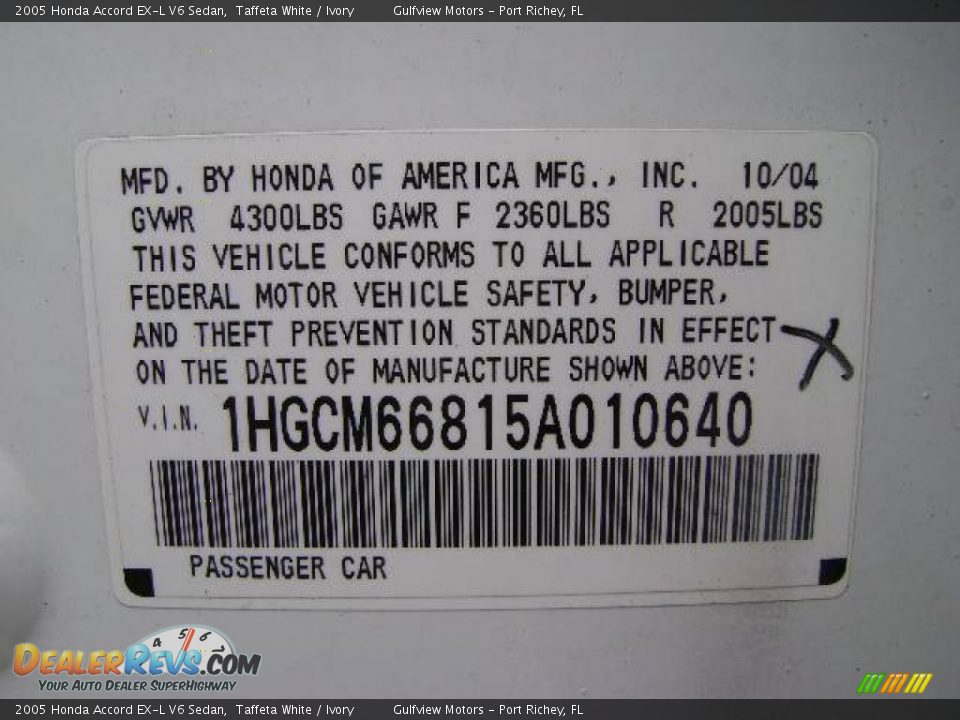 2005 Honda Accord EX-L V6 Sedan, Taffeta White / Ivory Gulfview Motors - Port Richey, FL
MFD. BY HONDA OF AMERICA MFG., INC. 10/04
GVWR 4300LBS GAWR F 2360LBS R 2005LBS
THIS VEHICLE CONFORMS TO ALL APPLICABLE
FEDERAL MOTOR VEHICLE SAFETY, BUMPER,
AND THEFT PREVENTION STANDARDS IN EFFECT
ON THE DATE OF MANUFACTURE SHOWN ABOVE:
V.I.N. 1HGCM66815A010640
PASSENGER CAR
4 5 6
DEALERREVS.COM
YOUR AUTO DEALER SUPERHIGHWAY
2005 Honda Accord EX-L V6 Sedan, Taffeta White / Ivory Gulfview Motors - Port Richey, FL